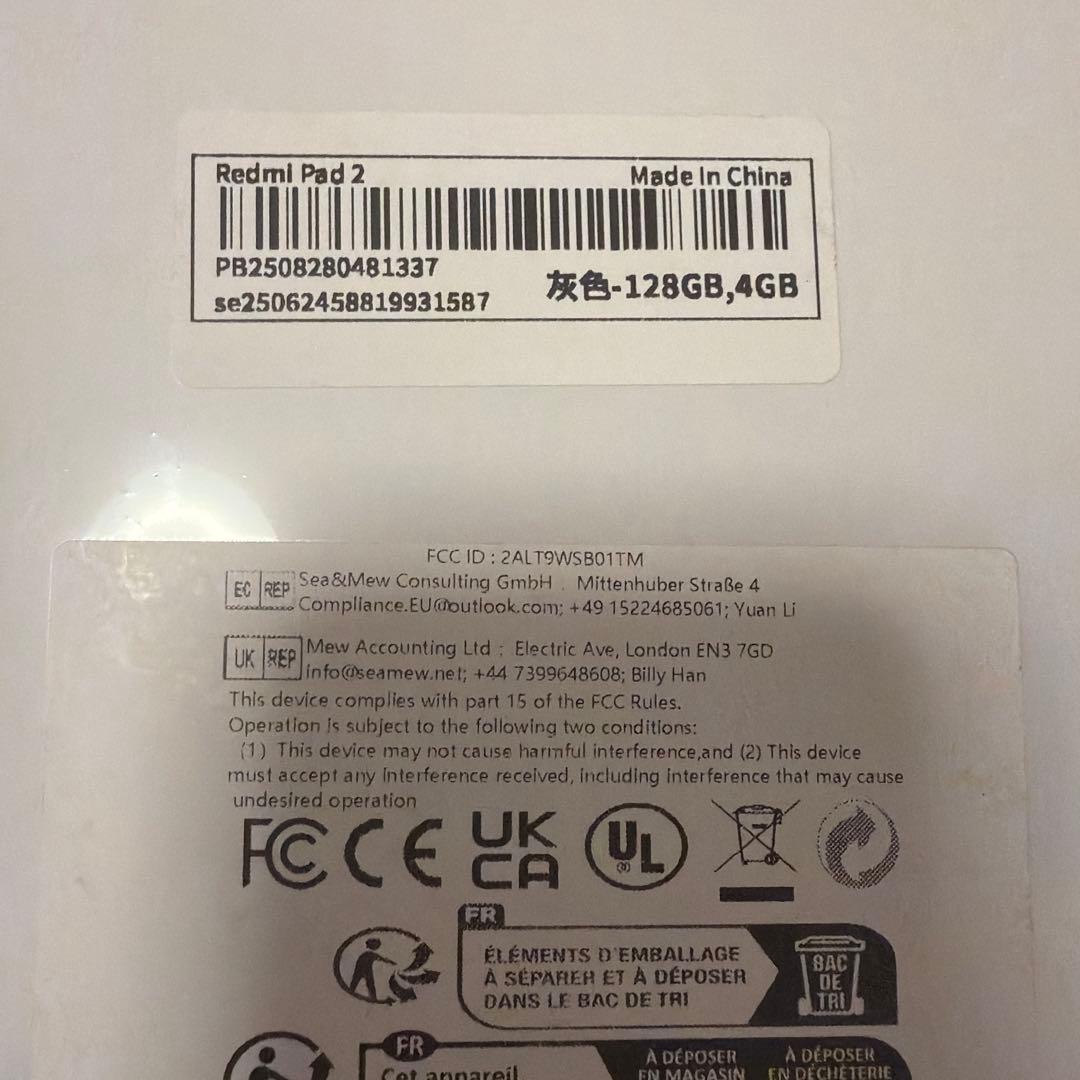 Redmi Pad 2
Made In China
PB2508280481337
se25062458819931587
灰色-128GB,4GB
FCC ID : 2ALT9WSB01TM
EC REP Sea&Mew Consulting GmbH . Mittenhuber Straße 4
Compliance.EU@outlook.com; +49 15224685061; Yuan Li
UK REP Mew Accounting Ltd : Electric Ave, London EN3 7GD
info@seamew.net; +44 7399648608; Billy Han
This device complies with part 15 of the FCC Rules.
Operation is subject to the following two conditions:
(1) This device may not cause harmful interference,and (2) This device
must accept any interference received, including interference that may cause
undesired operation
FC CE UK CA UL
FR
ÉLÉMENTS D'EMBALLAGE
À SÉPARER ET À DÉPOSER
DANS LE BAC DE TRI
BAC
DE
TRI
FR
Cet appareil
À DÉPOSER
EN MAGASIN
À DÉPOSER
EN DÉCHÈTERIE